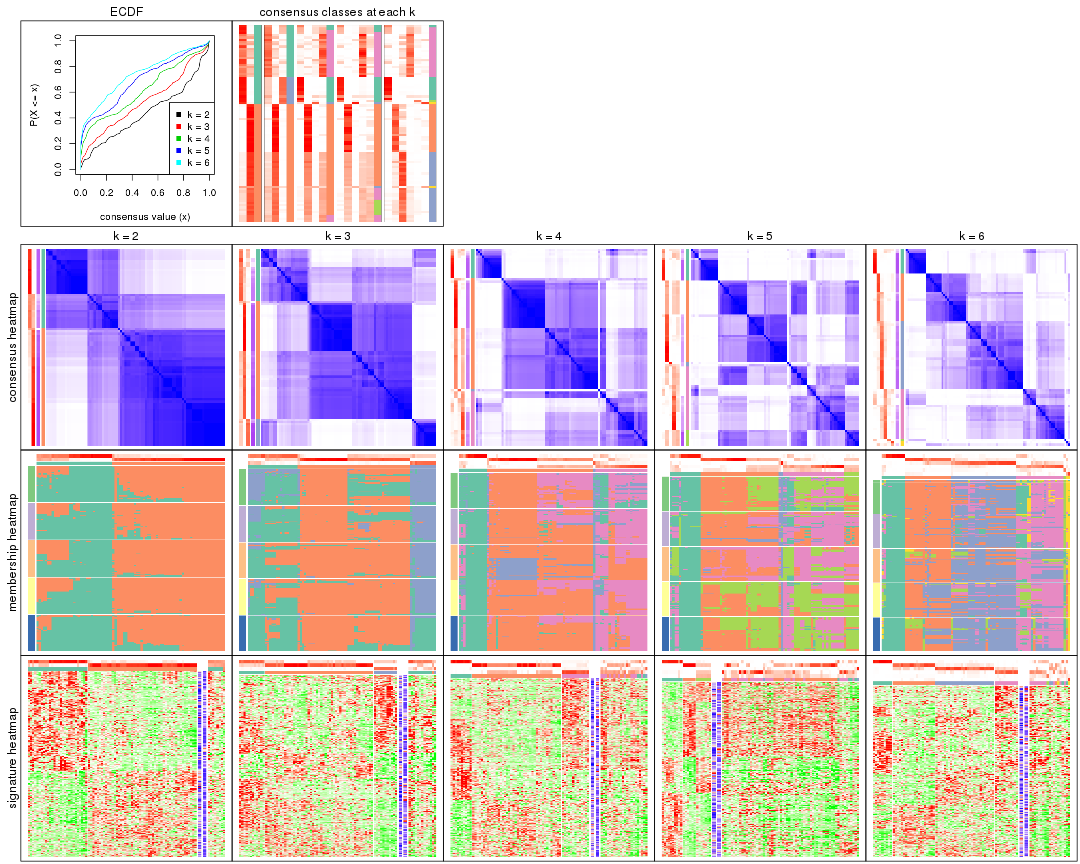 ECDF
consensus classes at each k
P(X <= x)
0.0 0.2 0.4 0.6 0.8 1.0
k = 2
k = 3
k = 4
k = 5
k = 6
0.0 0.2 0.4 0.6 0.8 1.0
consensus value (x)
k = 2 k = 3 k = 4 k = 5 k = 6
consensus heatmap
membership heatmap
signature heatmap